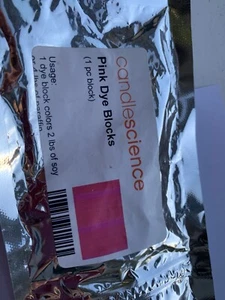 candlescience
Pink Dye Blocks
(1 pc block)
Usage:
1 dye block colors 2 lbs of soy